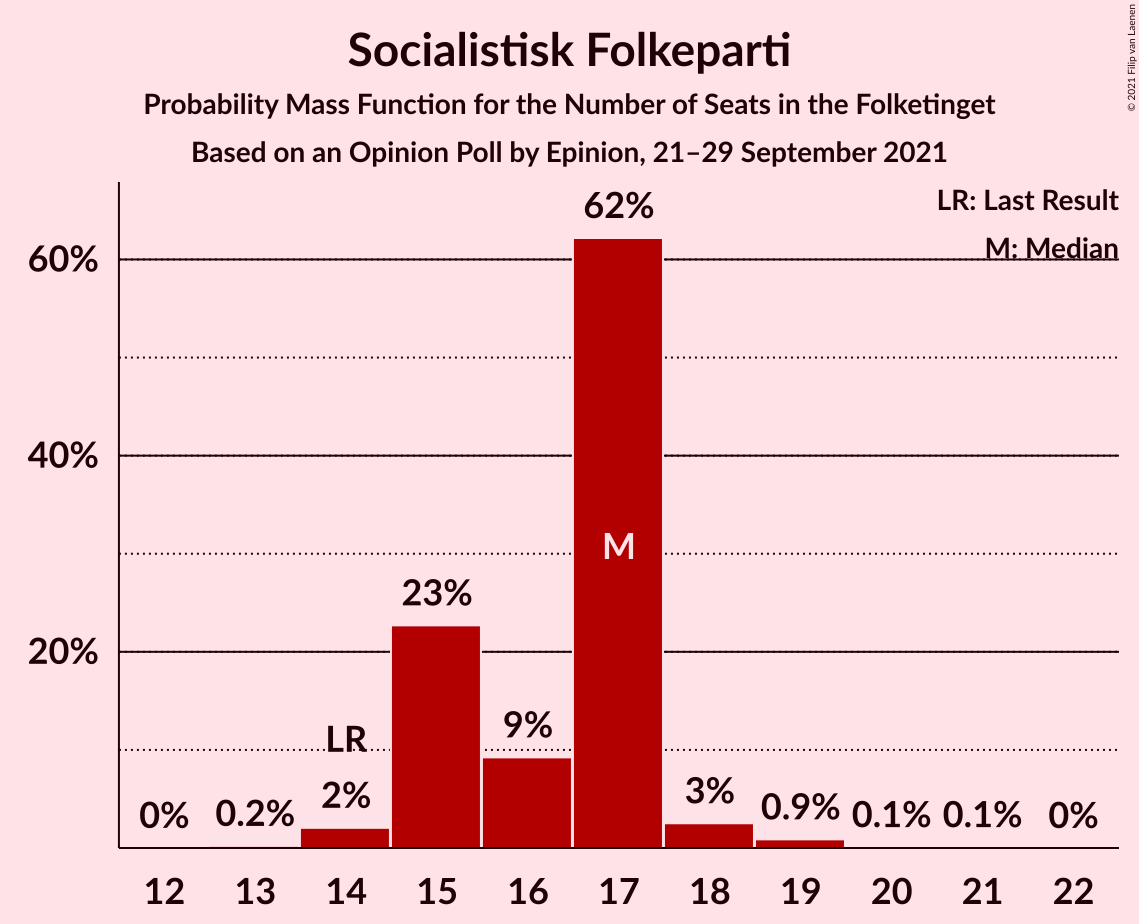 Socialistisk Folkeparti
Probability Mass Function for the Number of Seats in the Folketinget
Based on an Opinion Poll by Epinion, 21–29 September 2021
© 2021 Filip van Laenen
LR: Last Result
M: Median
60%
40%
20%
0%
0.2%
LR
2%
23%
9%
62%
M
3%
0.9%
0.1%
0.1%
0%
12 13 14 15 16 17 18 19 20 21 22